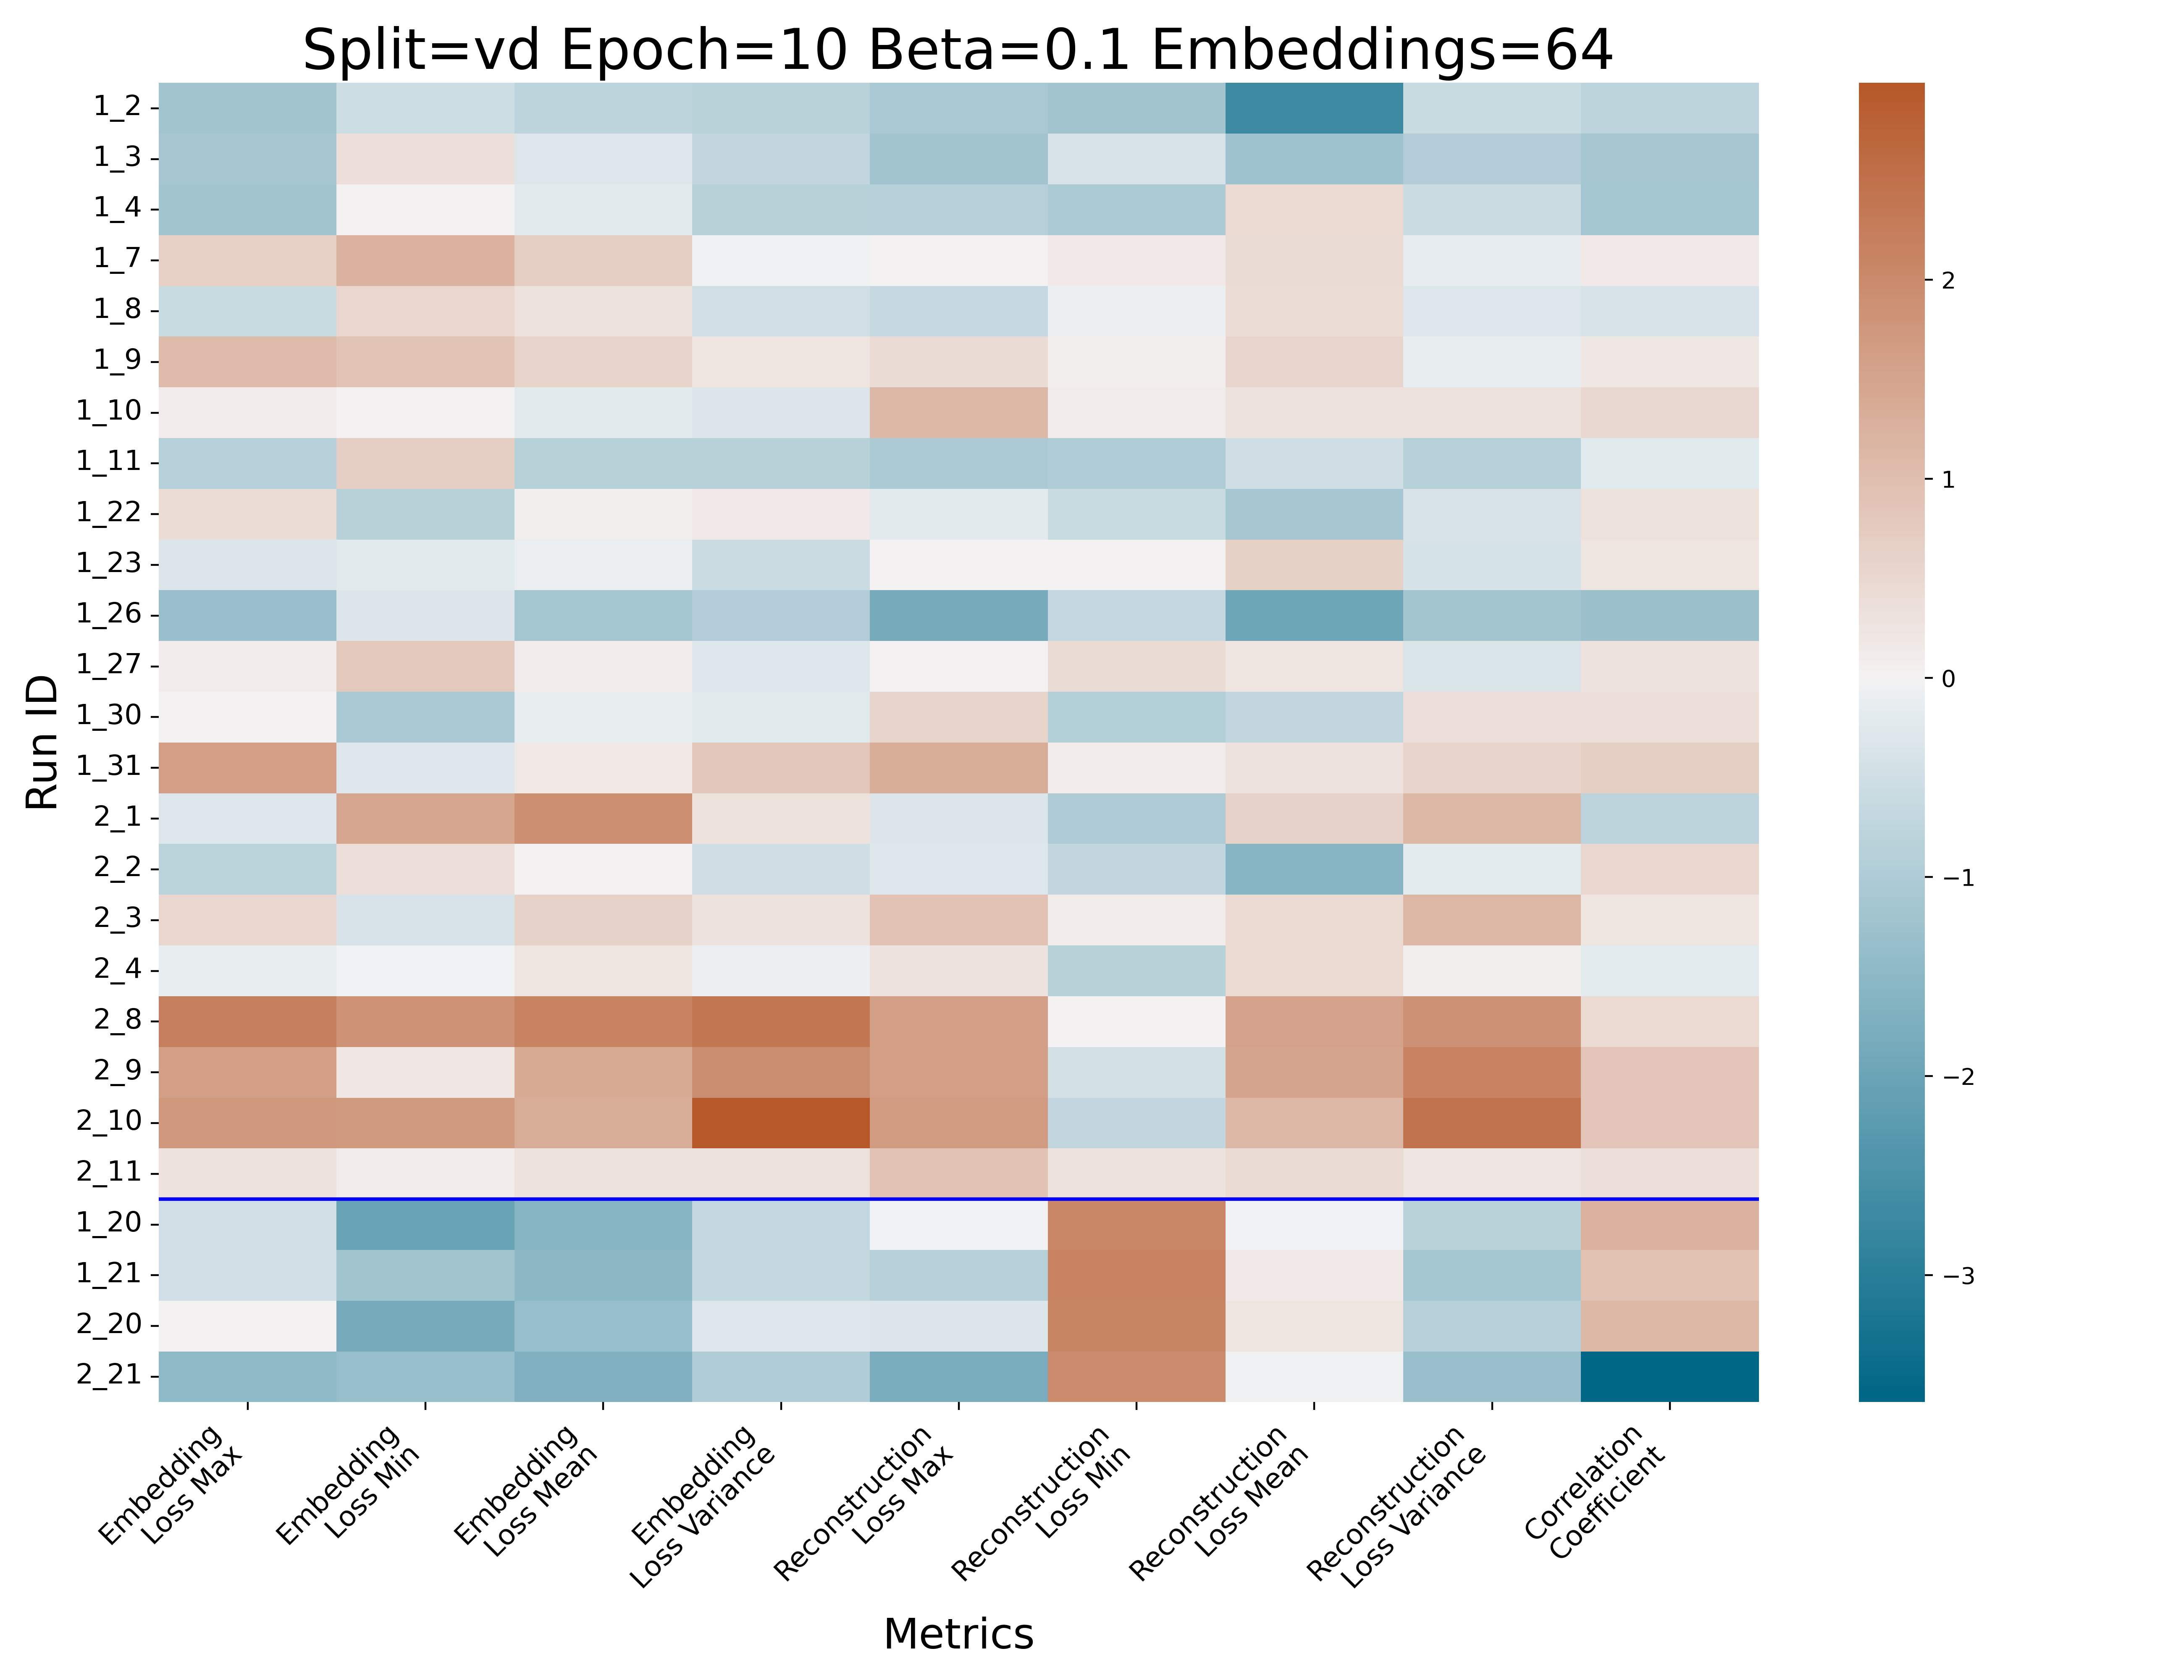 Split=vd Epoch=10 Beta=0.1 Embeddings=64
Run ID
1_2
1_3
1_4
1_7
1_8
1_9
1_10
1_11
1_22
1_23
1_26
1_27
1_30
1_31
2_1
2_2
2_3
2_4
2_8
2_9
2_10
2_11
1_20
1_21
2_20
2_21
Embedding
Loss Max
Embedding
Loss Min
Embedding
Loss Mean
Embedding
Loss Variance
Reconstruction
Loss Max
Reconstruction
Loss Min
Reconstruction
Loss Mean
Reconstruction
Loss Variance
Correlation
Coefficient
Metrics
2
1
0
−1
−2
−3